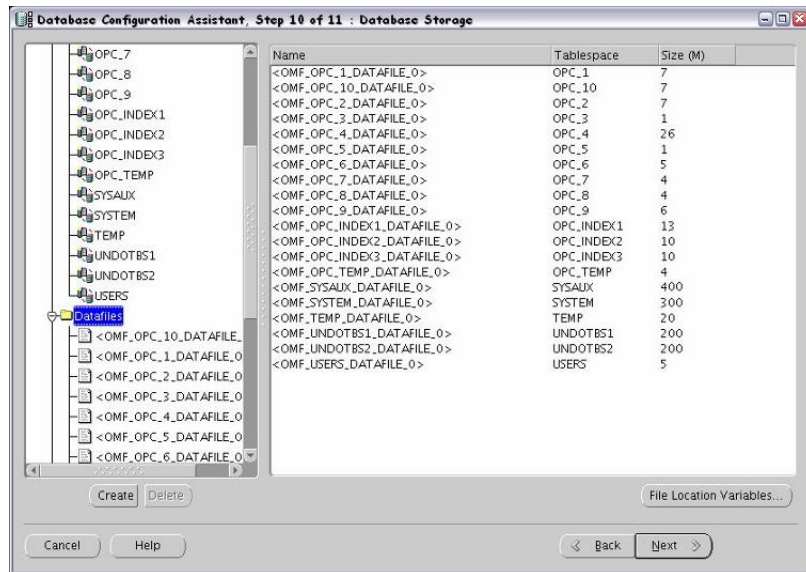 Database Configuration Assistant, Step 10 of 11 : Database Storage
OPC_7
OPC_8
OPC_9
OPC_INDEX1
OPC_INDEX2
OPC_INDEX3
OPC_TEMP
SYSAUX
SYSTEM
TEMP
UNDOTBS1
UNDOTBS2
USERS
Datafiles
<OMF_OPC_10_DATAFILE_
<OMF_OPC_1_DATAFILE_0
<OMF_OPC_2_DATAFILE_0
<OMF_OPC_3_DATAFILE_0
<OMF_OPC_4_DATAFILE_0
<OMF_OPC_5_DATAFILE_0
<OMF_OPC_6_DATAFILE_0
Name Tablespace Size (M)
<OMF_OPC_1_DATAFILE_0> OPC_1 7
<OMF_OPC_10_DATAFILE_0> OPC_10 7
<OMF_OPC_2_DATAFILE_0> OPC_2 7
<OMF_OPC_3_DATAFILE_0> OPC_3 1
<OMF_OPC_4_DATAFILE_0> OPC_4 26
<OMF_OPC_5_DATAFILE_0> OPC_5 1
<OMF_OPC_6_DATAFILE_0> OPC_6 5
<OMF_OPC_7_DATAFILE_0> OPC_7 4
<OMF_OPC_8_DATAFILE_0> OPC_8 4
<OMF_OPC_9_DATAFILE_0> OPC_9 6
<OMF_OPC_INDEX1_DATAFILE_0> OPC_INDEX1 13
<OMF_OPC_INDEX2_DATAFILE_0> OPC_INDEX2 10
<OMF_OPC_INDEX3_DATAFILE_0> OPC_INDEX3 10
<OMF_OPC_TEMP_DATAFILE_0> OPC_TEMP 4
<OMF_SYSAUX_DATAFILE_0> SYSAUX 400
<OMF_SYSTEM_DATAFILE_0> SYSTEM 300
<OMF_TEMP_DATAFILE_0> TEMP 20
<OMF_UNDOTBS1_DATAFILE_0> UNDOTBS1 200
<OMF_UNDOTBS2_DATAFILE_0> UNDOTBS2 200
<OMF_USERS_DATAFILE_0> USERS 5
Create Delete File Location Variables...
Cancel Help Back Next